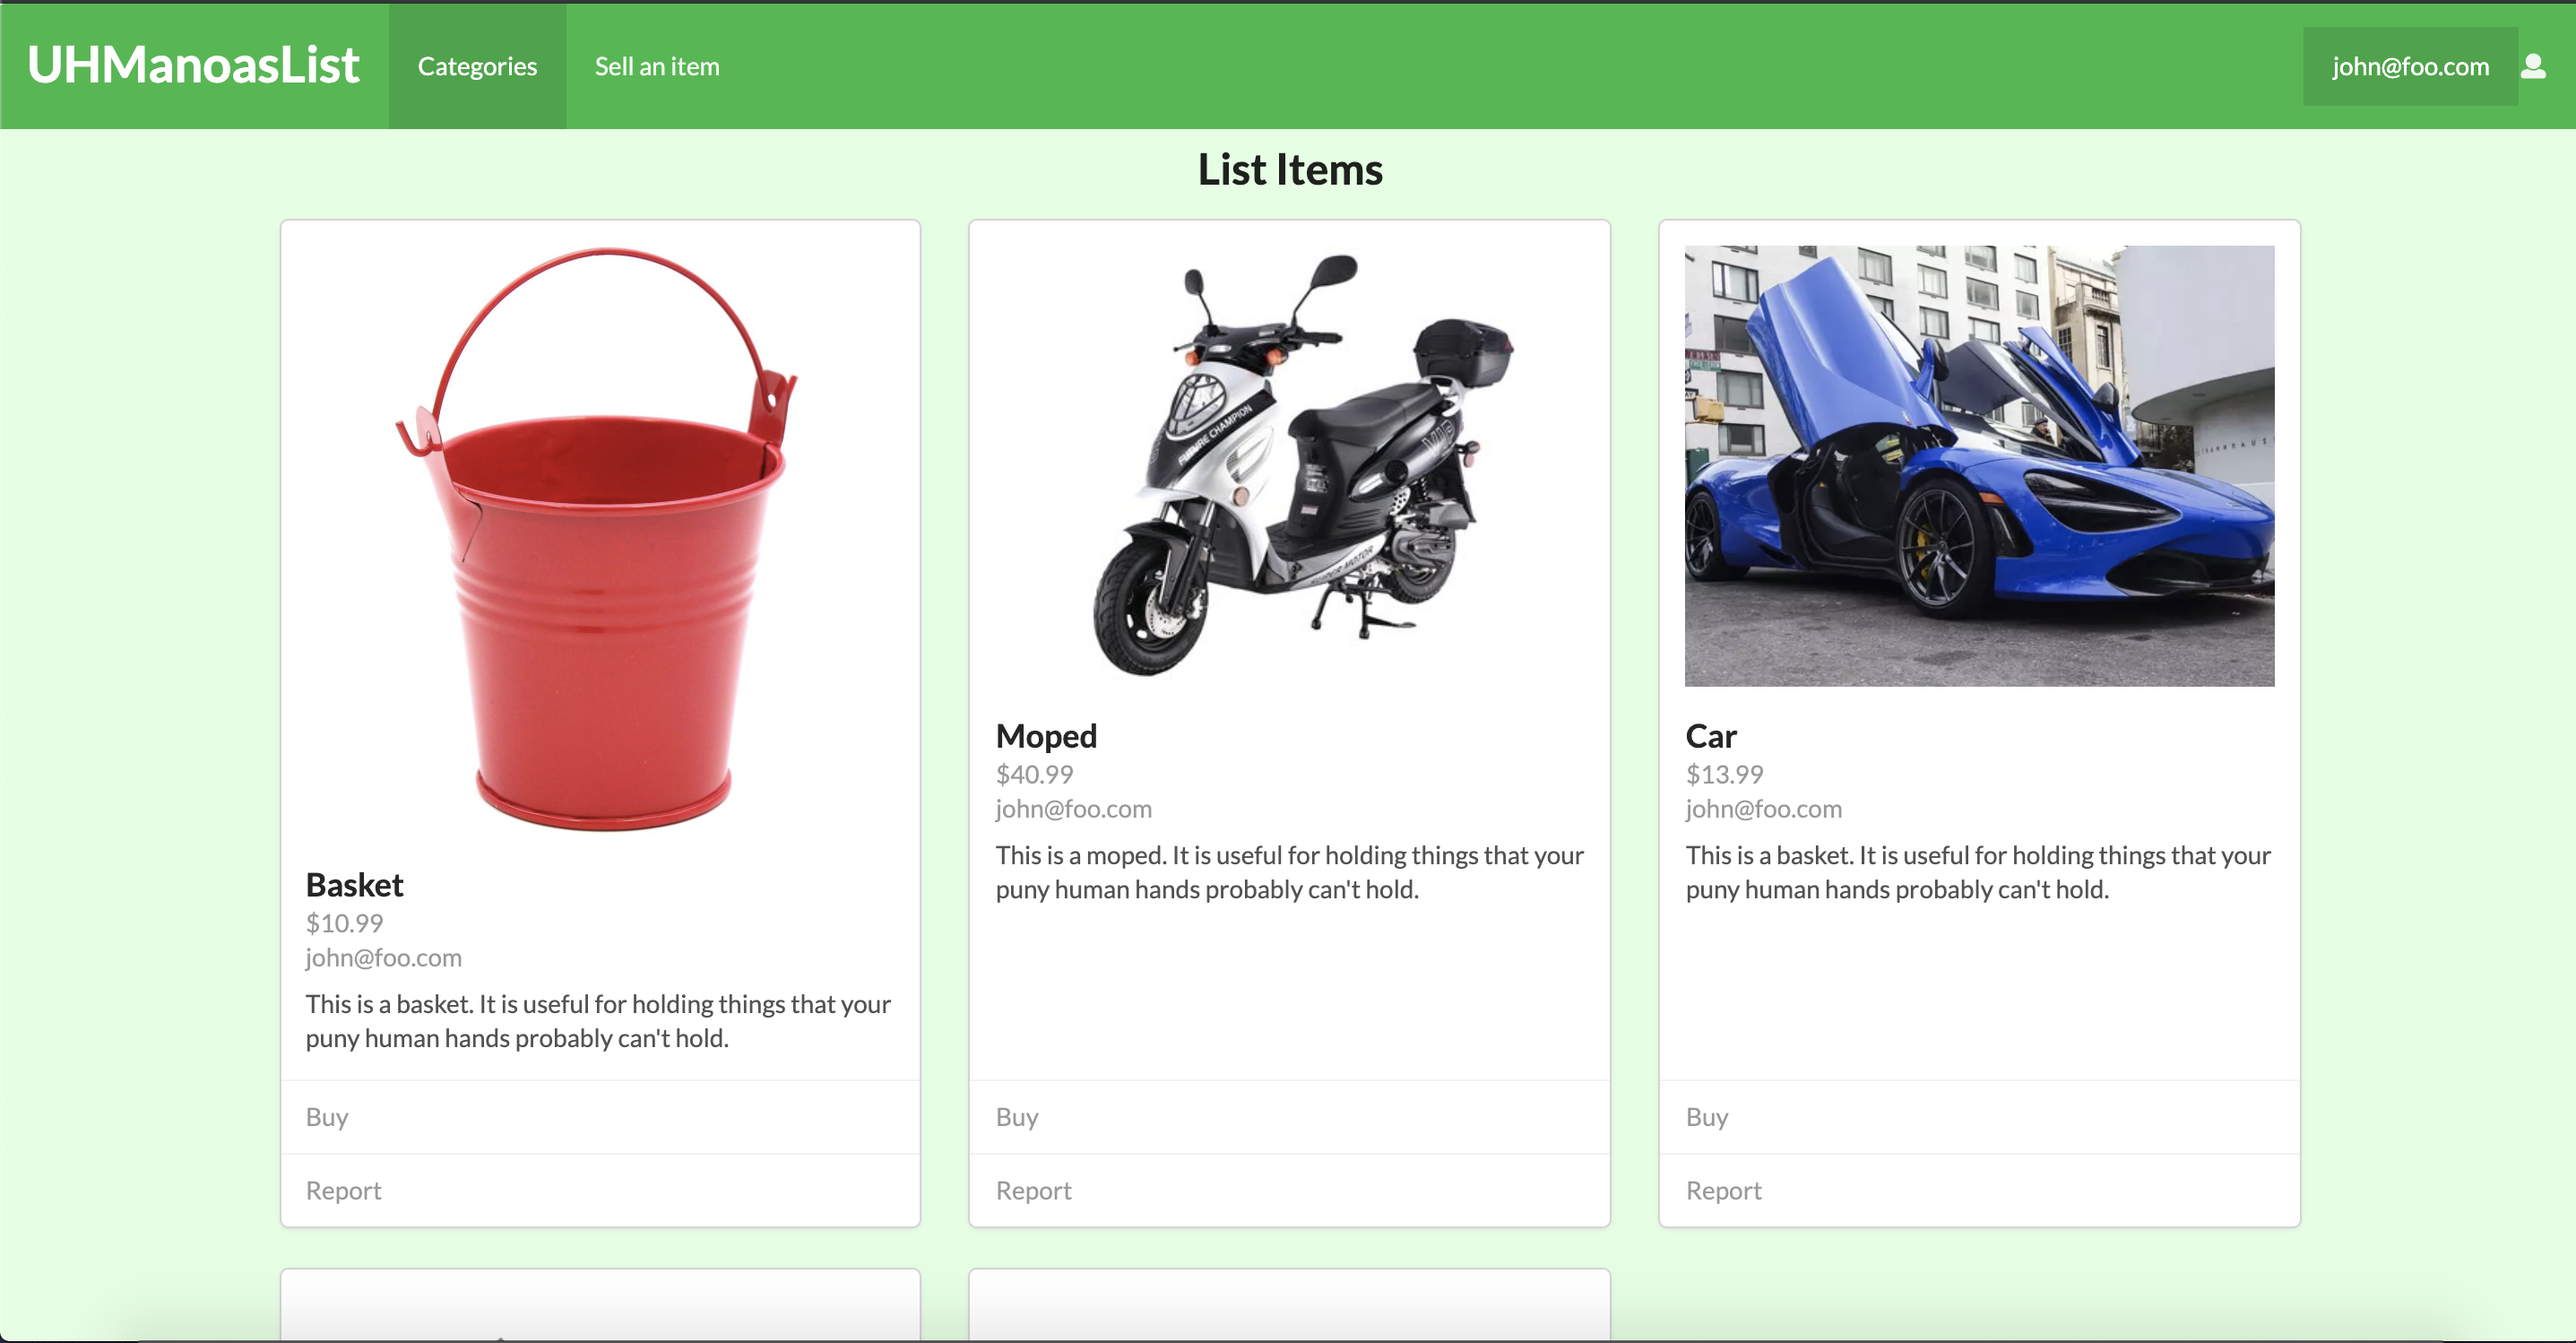 UHManoasList
Categories
Sell an item
john@foo.com
List Items
FUTURE CHAMPION
VIP
Basket
$10.99
john@foo.com
This is a basket. It is useful for holding things that your
puny human hands probably can't hold.
Buy
Report
Moped
$40.99
john@foo.com
This is a moped. It is useful for holding things that your
puny human hands probably can't hold.
Buy
Report
Car
$13.99
john@foo.com
This is a basket. It is useful for holding things that your
puny human hands probably can't hold.
Buy
Report